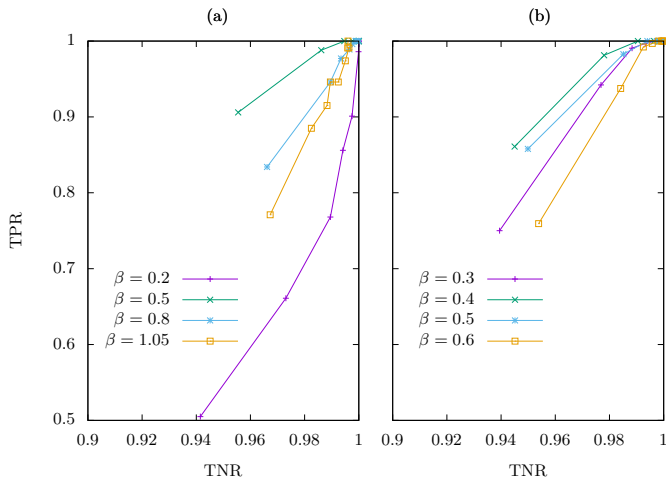 (a)
(b)
TPR
1
0.9
0.8
0.7
0.6
0.5
β = 0.2
β = 0.5
β = 0.8
β = 1.05
β = 0.3
β = 0.4
β = 0.5
β = 0.6
0.9 0.92 0.94 0.96 0.98 1
0.9 0.92 0.94 0.96 0.98 1
TNR
TNR